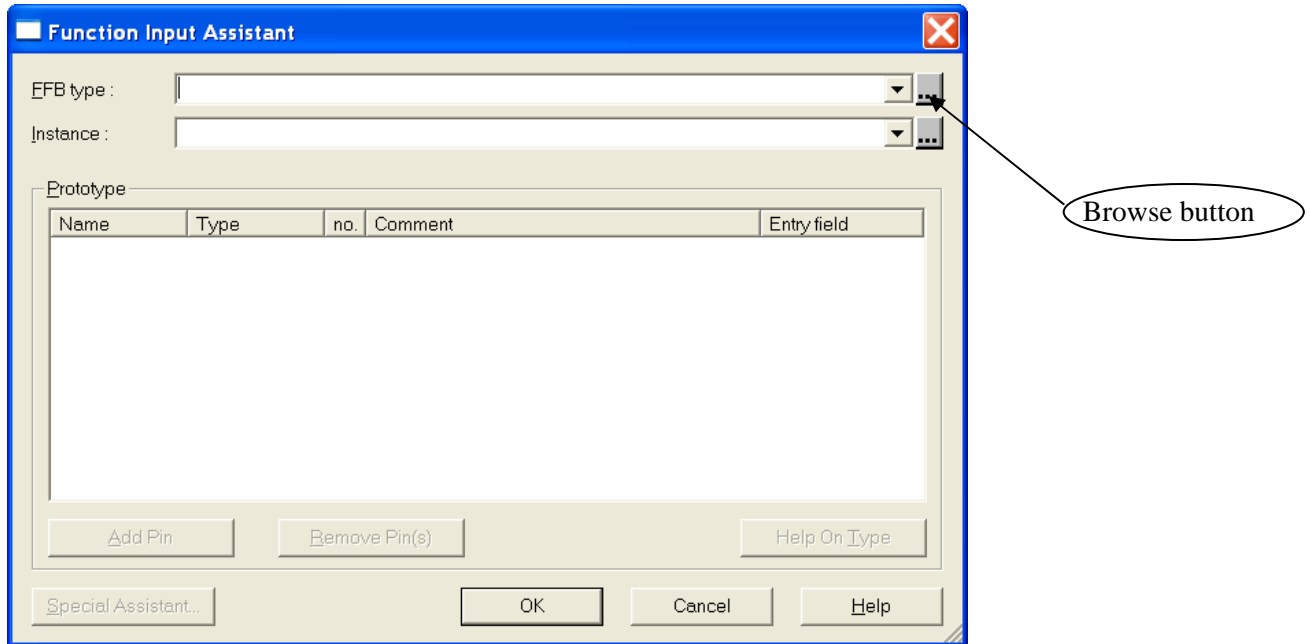 Function Input Assistant
FFB type :
...
Instance :
...
Browse button
Prototype
Name Type no. Comment Entry field
Add Pin Remove Pin(s) Help On Type
Special Assistant... OK Cancel Help